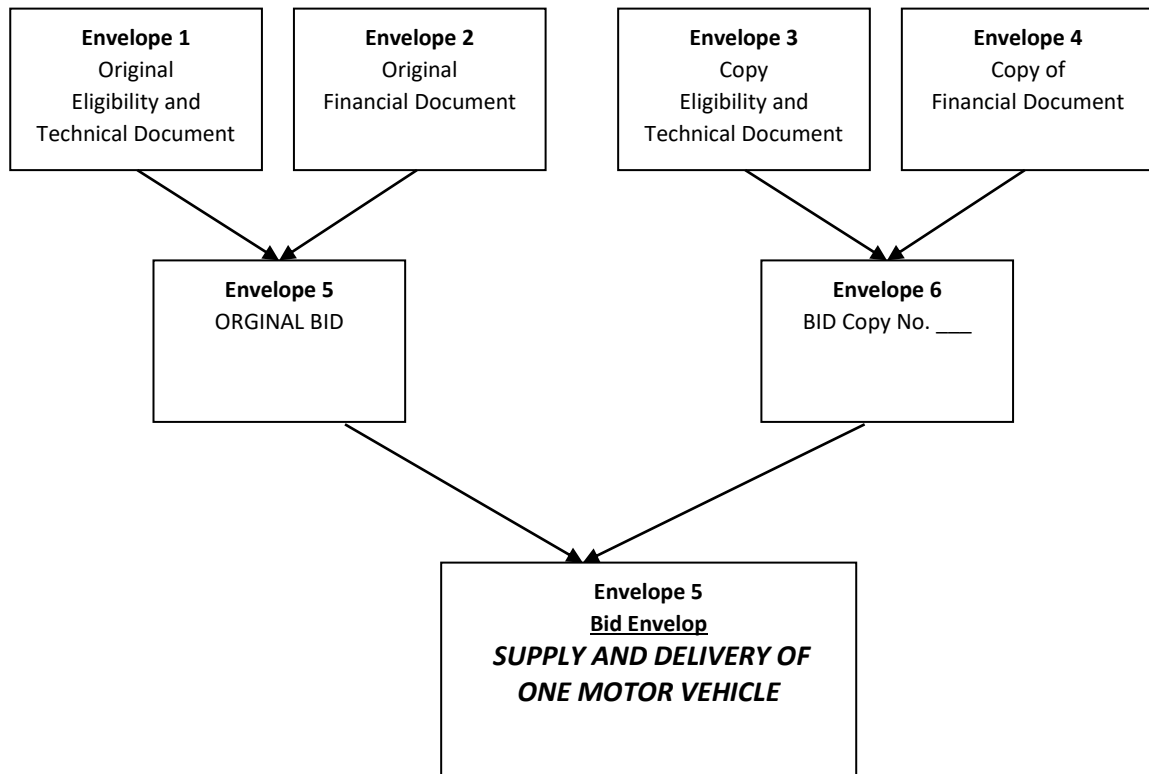 Envelope 1
Original
Eligibility and
Technical Document
Envelope 2
Original
Financial Document
Envelope 3
Copy
Eligibility and
Technical Document
Envelope 4
Copy of
Financial Document
Envelope 5
ORGINAL BID
Envelope 6
BID Copy No. ___
Envelope 5
Bid Envelop
SUPPLY AND DELIVERY OF
ONE MOTOR VEHICLE